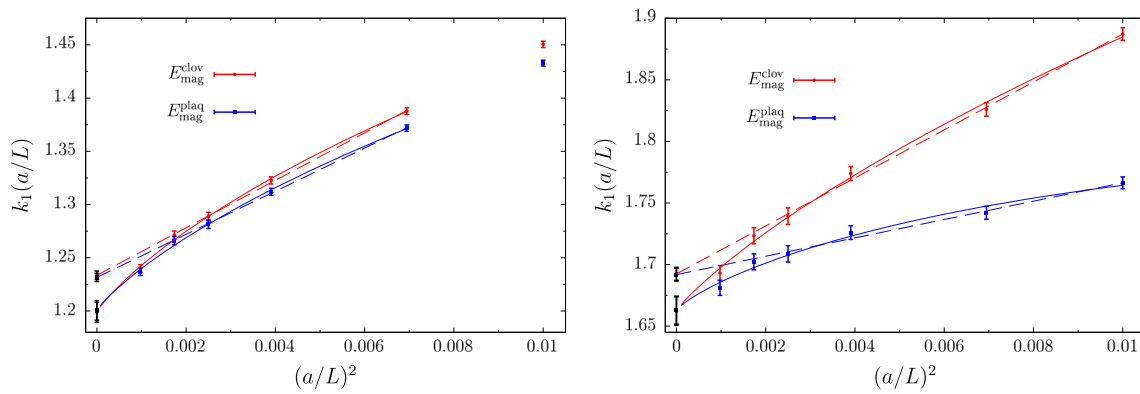 1.45
1.4
1.35
1.3
1.25
1.2
k₁(a/L)
E_mag^clov
E_mag^plaq
0 0.002 0.004 0.006 0.008 0.01
(a/L)²
1.9
1.85
1.8
1.75
1.7
1.65
k₁(a/L)
E_mag^clov
E_mag^plaq
0 0.002 0.004 0.006 0.008 0.01
(a/L)²